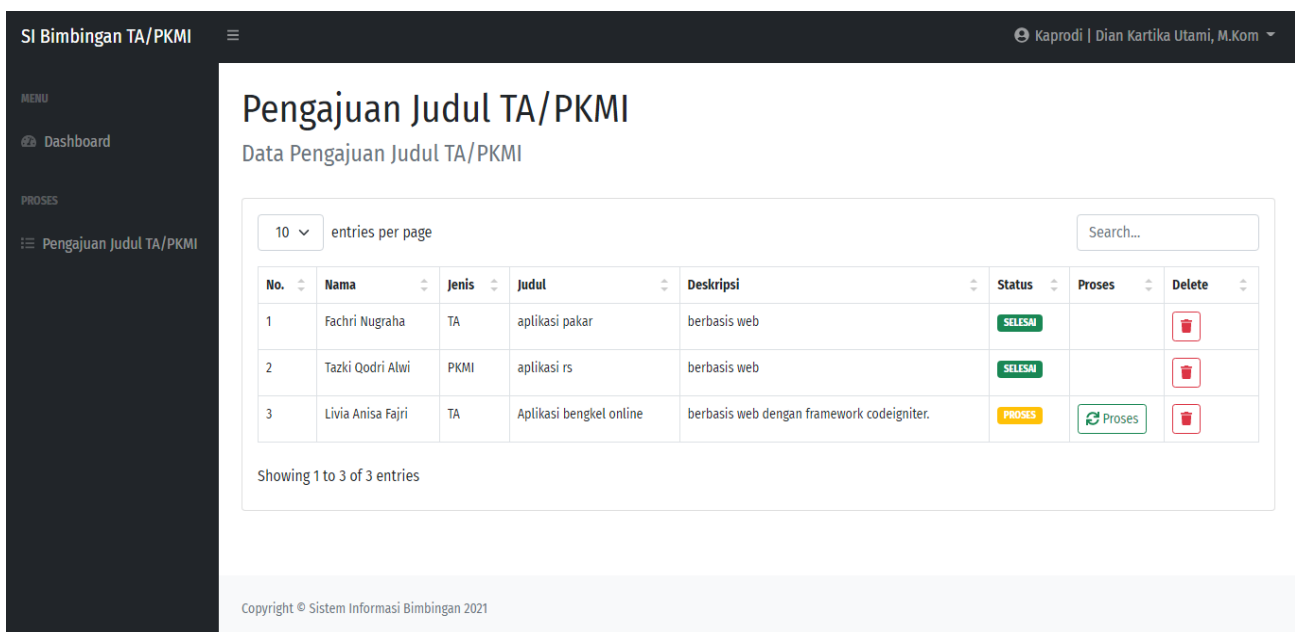 SI Bimbingan TA/PKMI
Kaprodi | Dian Kartika Utami, M.Kom
MENU
Dashboard
PROSES
Pengajuan Judul TA/PKMI
Pengajuan Judul TA/PKMI
Data Pengajuan Judul TA/PKMI
10 entries per page
Search...
No. Nama Jenis Judul Deskripsi Status Proses Delete
1 Fachri Nugraha TA aplikasi pakar berbasis web SELESAI
2 Tazki Qodri Alwi PKMI aplikasi rs berbasis web SELESAI
3 Livia Anisa Fajri TA Aplikasi bengkel online berbasis web dengan framework codeigniter. PROSES Proses
Showing 1 to 3 of 3 entries
Copyright © Sistem Informasi Bimbingan 2021